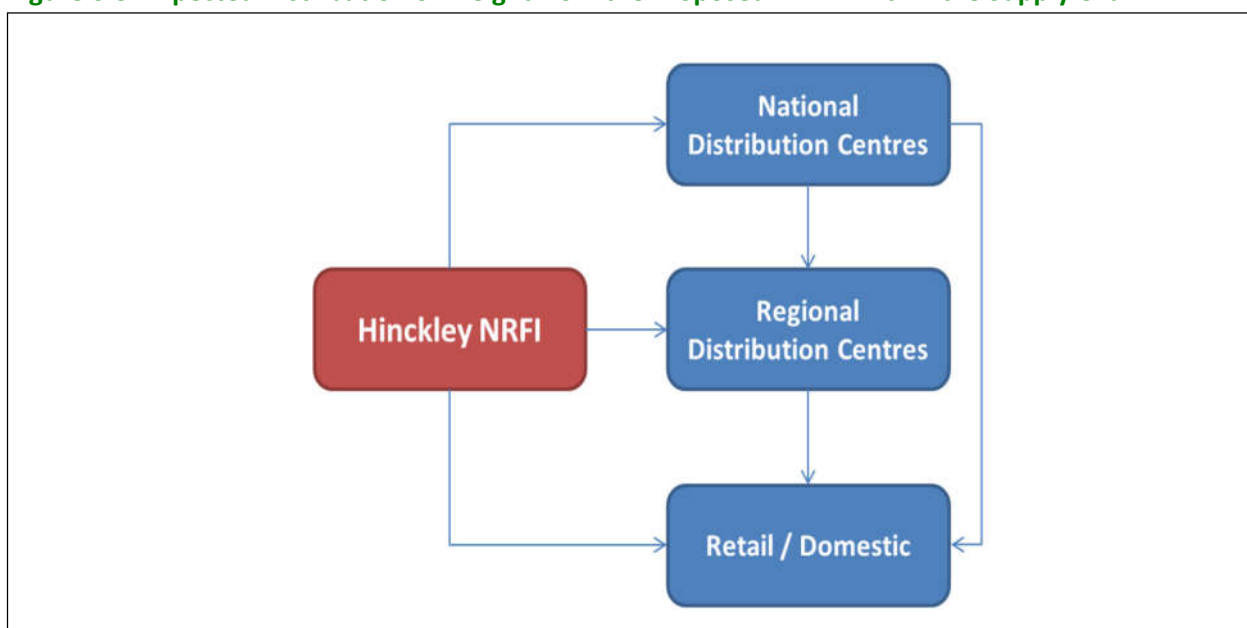 National
Distribution Centres
Hinckley NRFI
Regional
Distribution Centres
Retail / Domestic